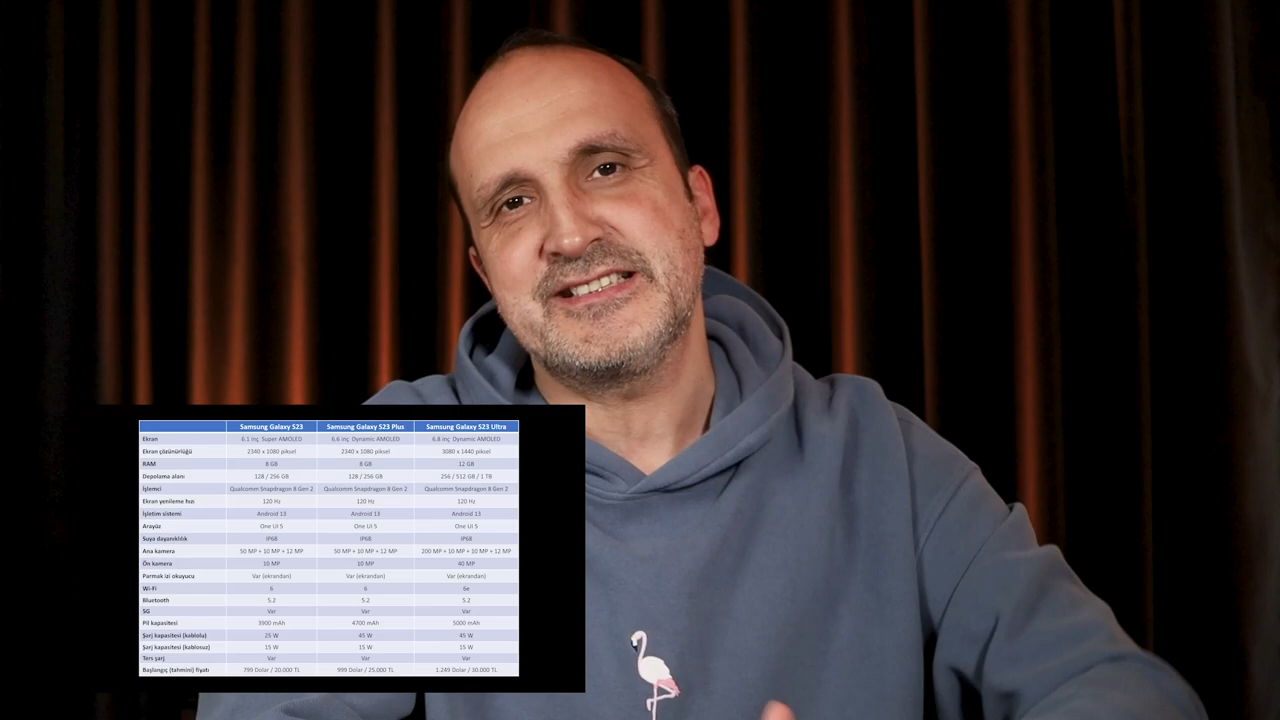 Samsung Galaxy S23 Samsung Galaxy S23 Plus Samsung Galaxy S23 Ultra
Ekran 6.1 inç Super AMOLED 6.6 inç Dynamic AMOLED 6.8 inç Dynamic AMOLED
Ekran çözünürlüğü 2340 x 1080 piksel 2340 x 1080 piksel 3080 x 1440 piksel
RAM 8 GB 8 GB 12 GB
Depolama alanı 128 / 256 GB 128 / 256 GB 256 / 512 GB / 1 TB
İşlemci Qualcomm Snapdragon 8 Gen 2 Qualcomm Snapdragon 8 Gen 2 Qualcomm Snapdragon 8 Gen 2
Ekran yenileme hızı 120 Hz 120 Hz 120 Hz
İşletim sistemi Android 13 Android 13 Android 13
Arayüz One UI 5 One UI 5 One UI 5
Suya dayanıklılık IP68 IP68 IP68
Ana kamera 50 MP + 10 MP + 12 MP 50 MP + 10 MP + 12 MP 200 MP + 10 MP + 10 MP + 12 MP
Ön kamera 10 MP 10 MP 40 MP
Parmak izi okuyucu Var (ekrandan) Var (ekrandan) Var (ekrandan)
Wi-Fi 6 6 6e
Bluetooth 5.2 5.2 5.2
5G Var Var Var
Pil kapasitesi 3900 mAh 4700 mAh 5000 mAh
Şarj kapasitesi (kablolu) 25 W 45 W 45 W
Şarj kapasitesi (kablosuz) 15 W 15 W 15 W
Ters şarj Var Var Var
Başlangıç (tahmini) fiyatı 799 Dolar / 20.000 TL 999 Dolar / 25.000 TL 1.249 Dolar / 30.000 TL